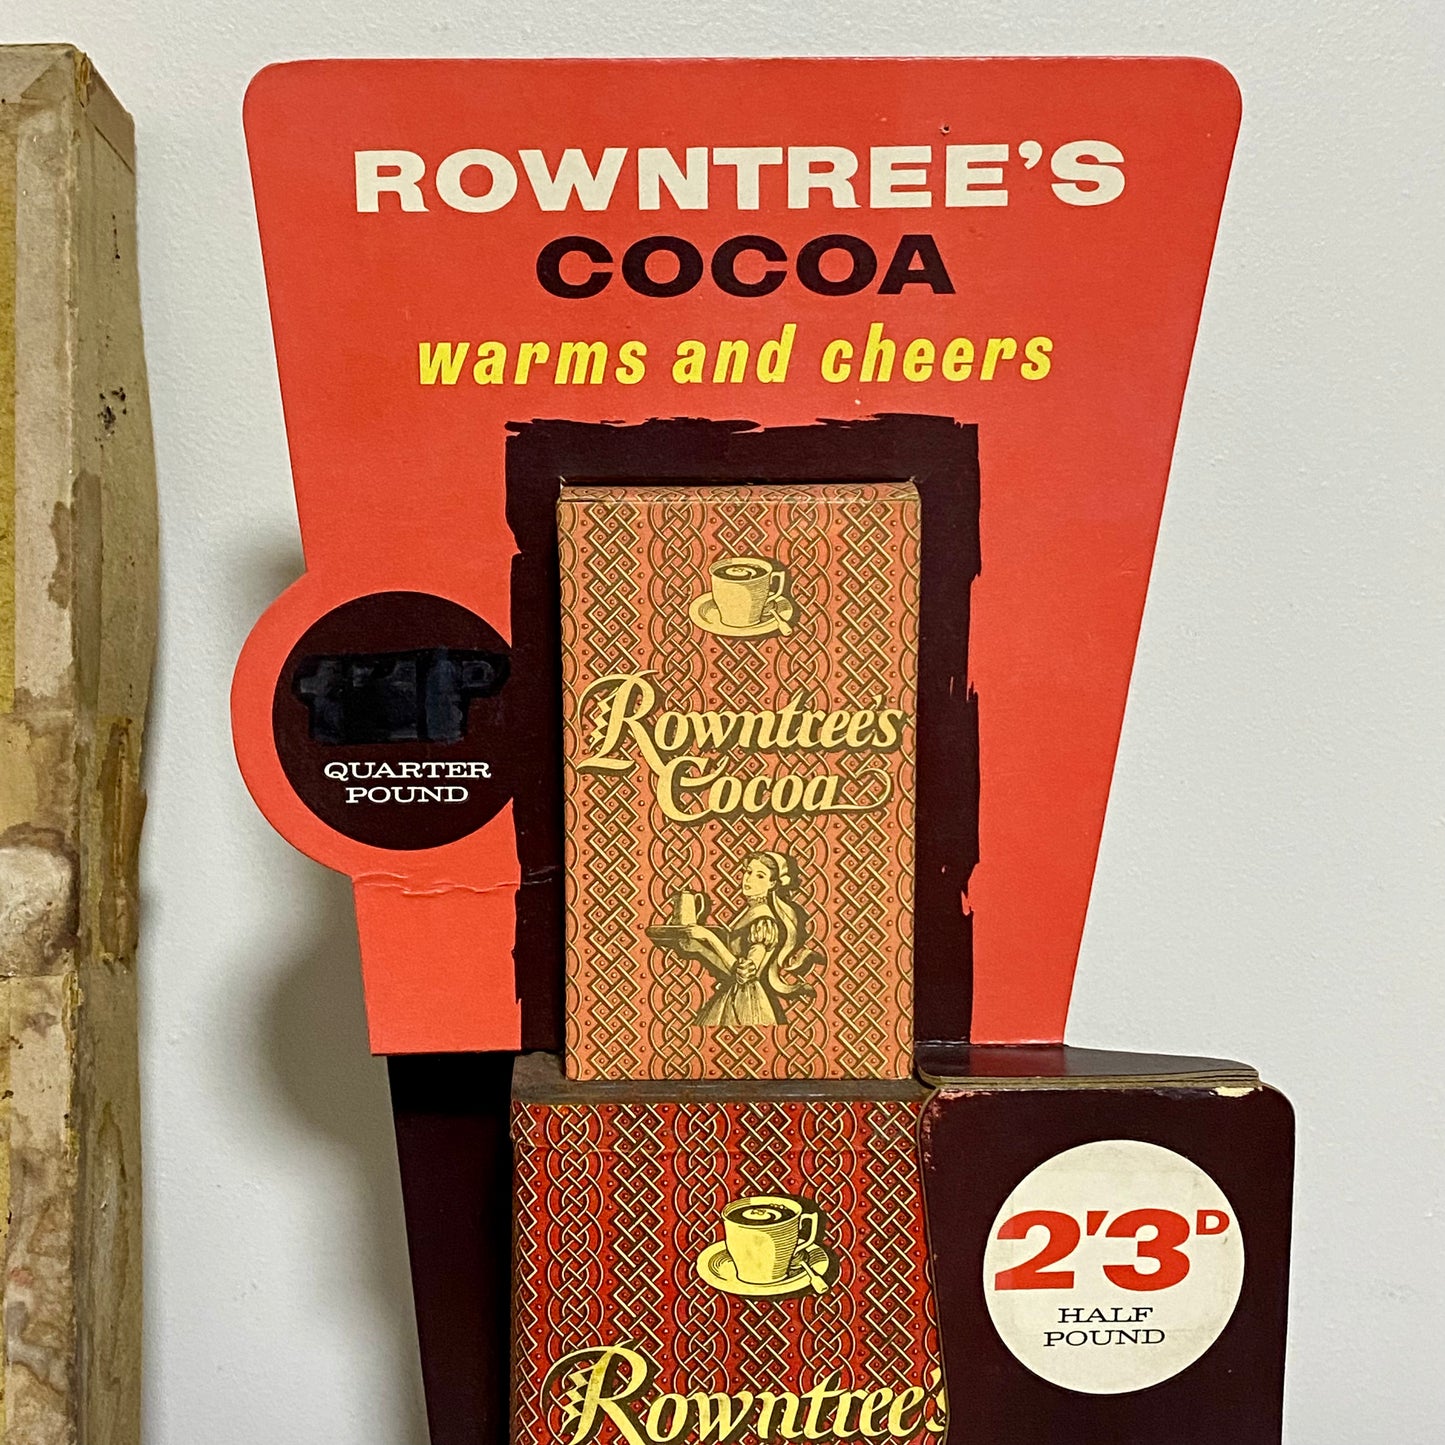 ROWNTREE'S
COCOA
warms and cheers
Rowntree's
Cocoa
QUARTER
POUND
2'3D
HALF
POUND
Rowntree's